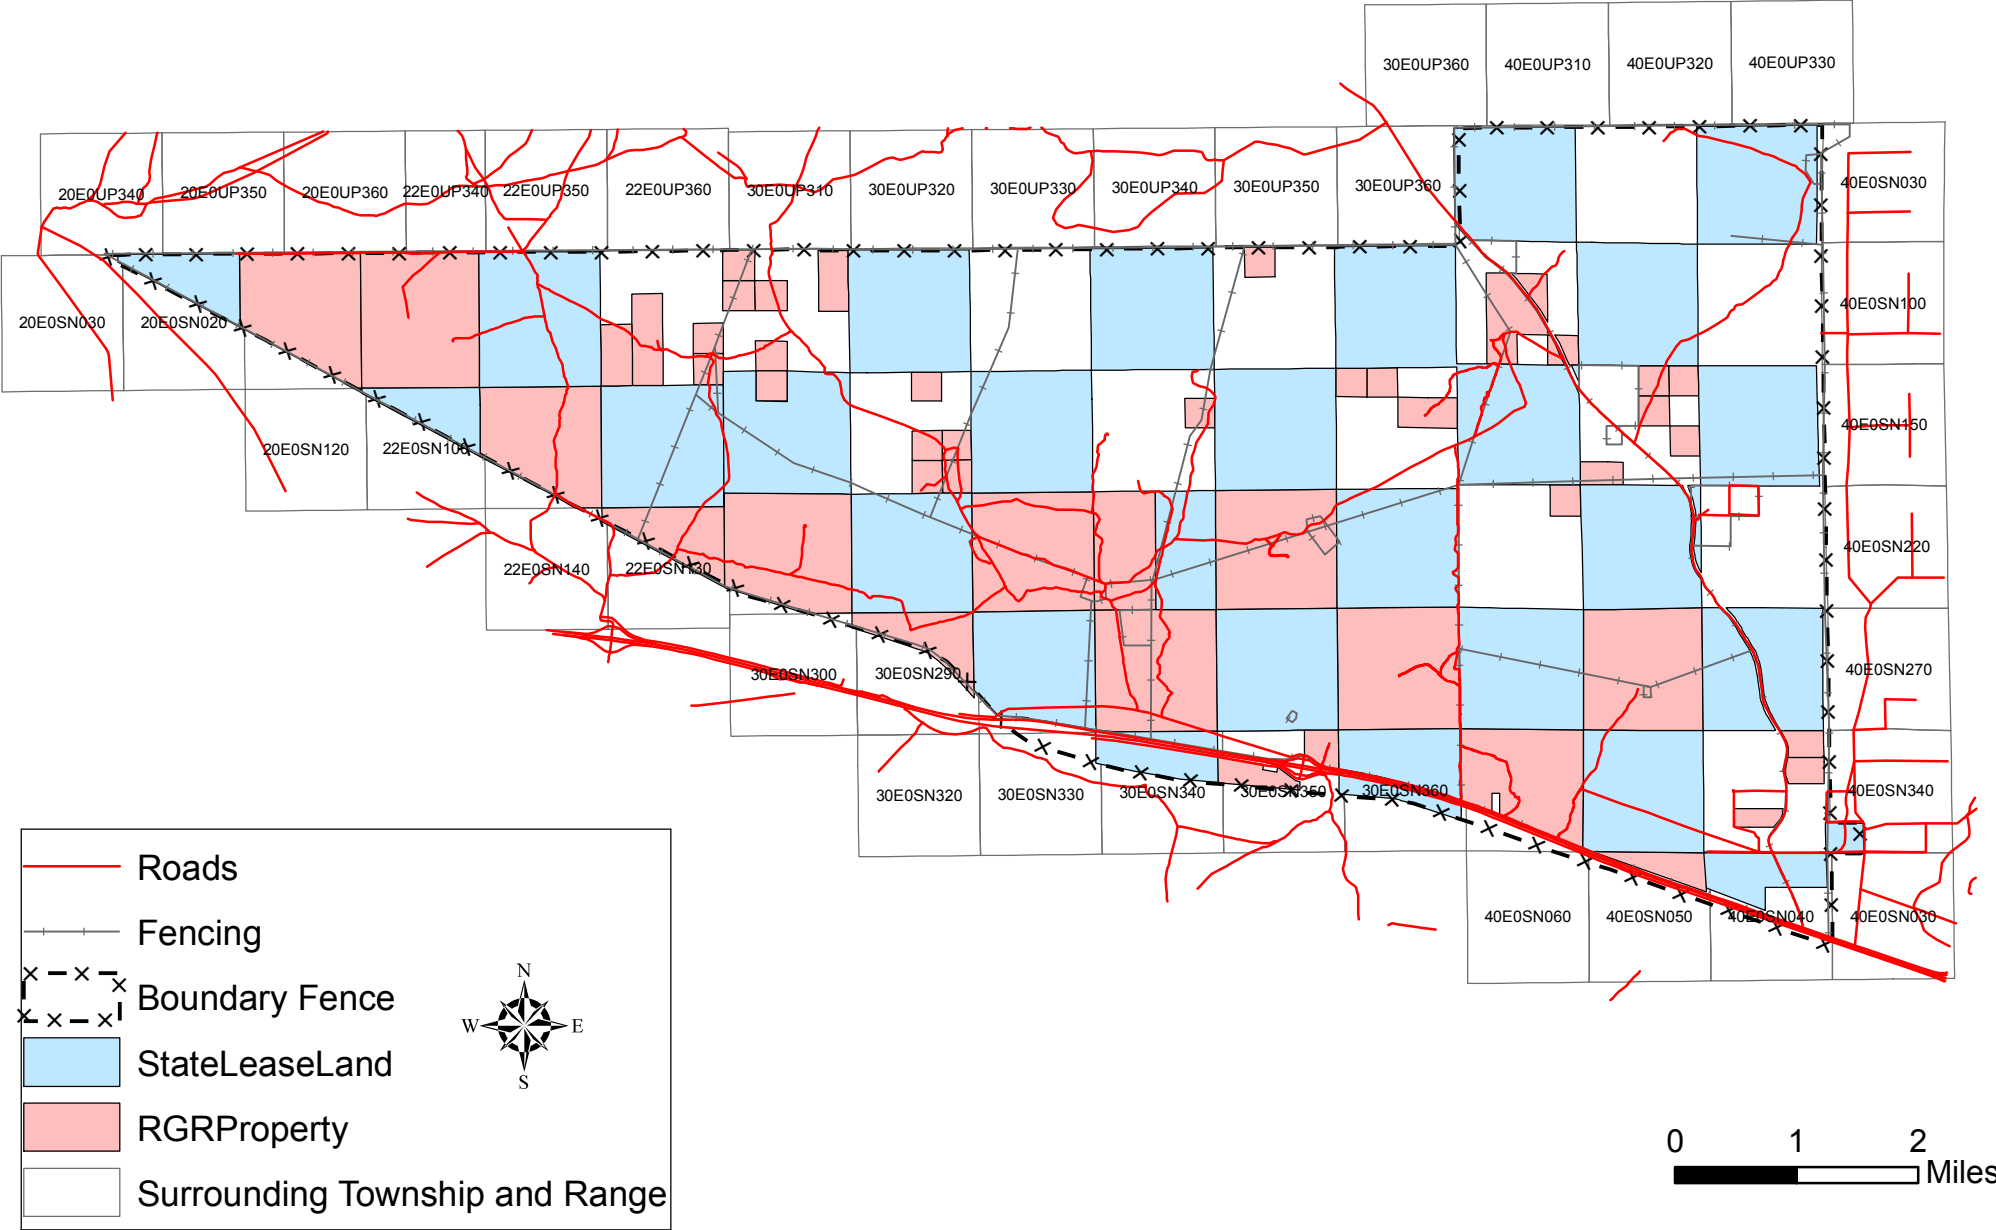 30E0UP360 40E0UP310 40E0UP320 40E0UP330
20E0UP340 20E0UP350 20E0UP360 22E0UP340 22E0UP350 22E0UP360 30E0UP310 30E0UP320 30E0UP330 30E0UP340 30E0UP350 30E0UP360 40E0SN030
20E0SN030 20E0SN020 40E0SN100
20E0SN120 22E0SN100 40E0SN150
22E0SN140 22E0SN130 40E0SN220
30E0SN300 30E0SN290 40E0SN270
30E0SN320 30E0SN330 30E0SN340 30E0SN350 30E0SN360 40E0SN340
40E0SN060 40E0SN050 40E0SN040 40E0SN030
Roads
Fencing
Boundary Fence
StateLeaseLand
RGRProperty
Surrounding Township and Range
N
W E
S
0 1 2
Miles